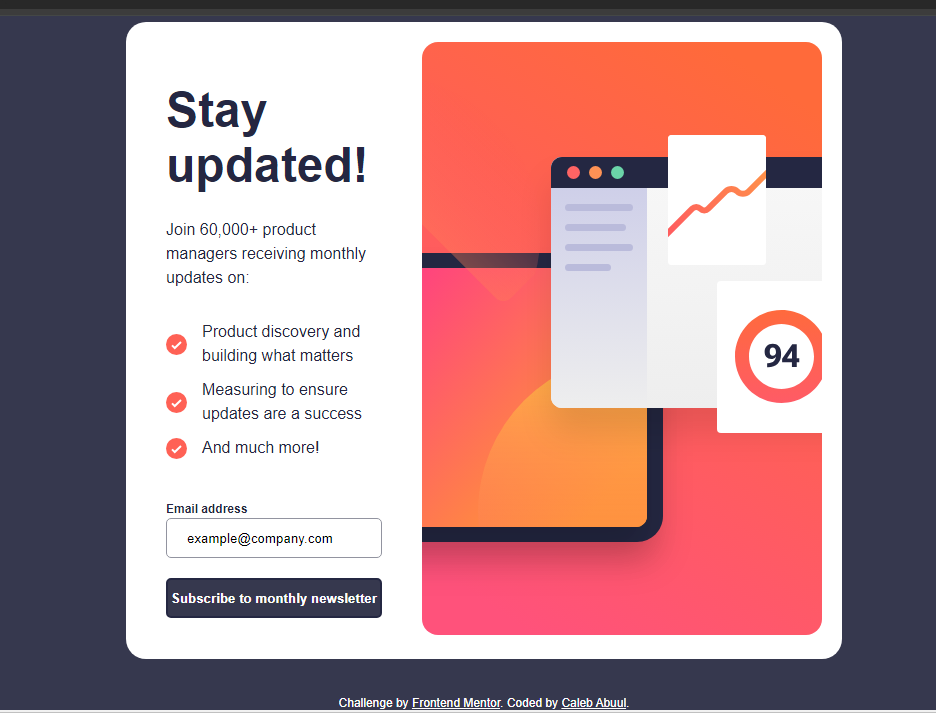 Stay
updated!
Join 60,000+ product
managers receiving monthly
updates on:
Product discovery and
building what matters
Measuring to ensure
updates are a success
And much more!
Email address
example@company.com
Subscribe to monthly newsletter
94
Challenge by Frontend Mentor. Coded by Caleb Abuul.